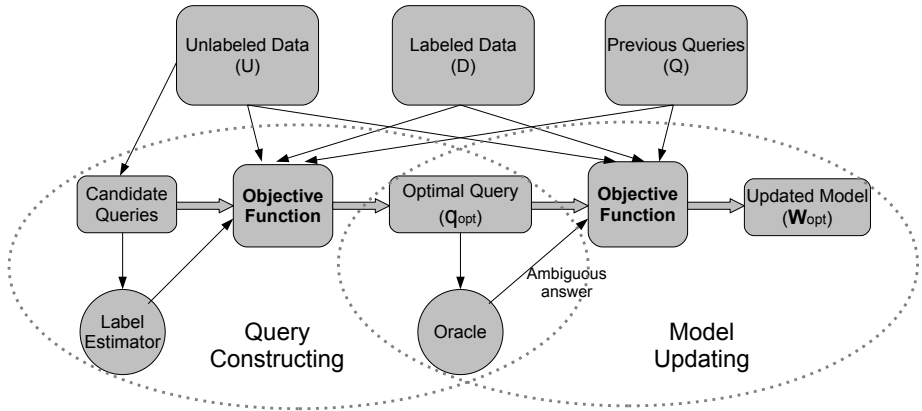 Unlabeled Data
(U)
Labeled Data
(D)
Previous Queries
(Q)
Candidate
Queries
Objective
Function
Optimal Query
(qopt)
Objective
Function
Updated Model
(Wopt)
Ambiguous
answer
Label
Estimator
Query
Constructing
Oracle
Model
Updating